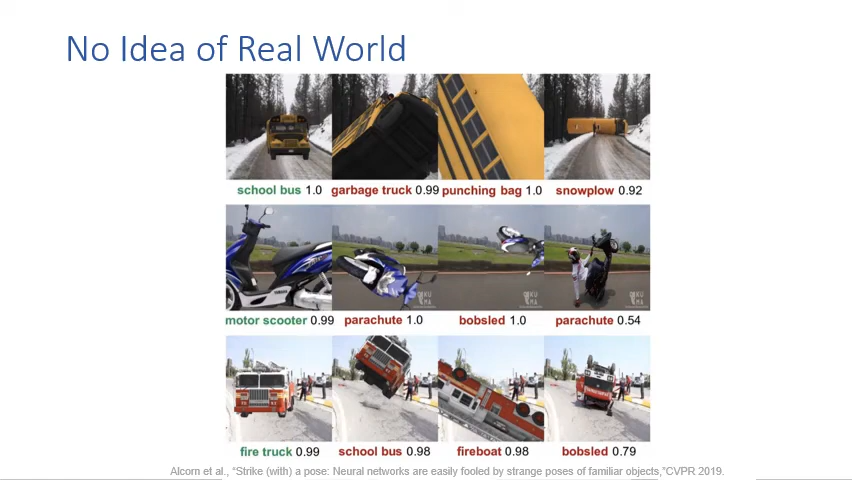 No Idea of Real World
school bus 1.0 garbage truck 0.99 punching bag 1.0 snowplow 0.92
motor scooter 0.99 parachute 1.0 bobsled 1.0 parachute 0.54
fire truck 0.99 school bus 0.98 fireboat 0.98 bobsled 0.79
Alcorn et al., “Strike (with) a pose: Neural networks are easily fooled by strange poses of familiar objects,”CVPR 2019.